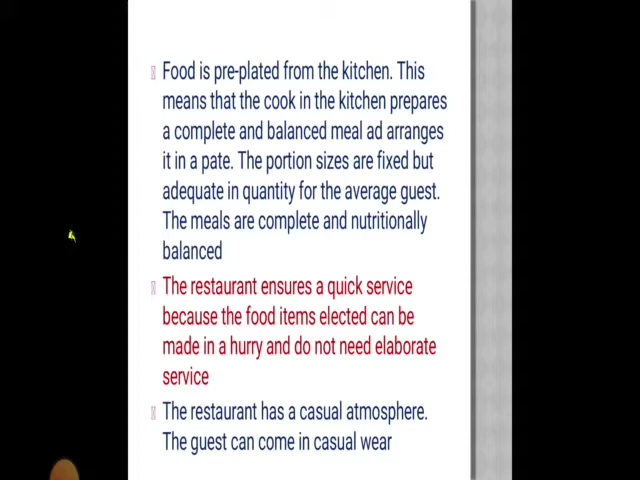 Food is pre-plated from the kitchen. This
means that the cook in the kitchen prepares
a complete and balanced meal ad arranges
it in a pate. The portion sizes are fixed but
adequate in quantity for the average guest.
The meals are complete and nutritionally
balanced
The restaurant ensures a quick service
because the food items elected can be
made in a hurry and do not need elaborate
service
The restaurant has a casual atmosphere.
The guest can come in casual wear